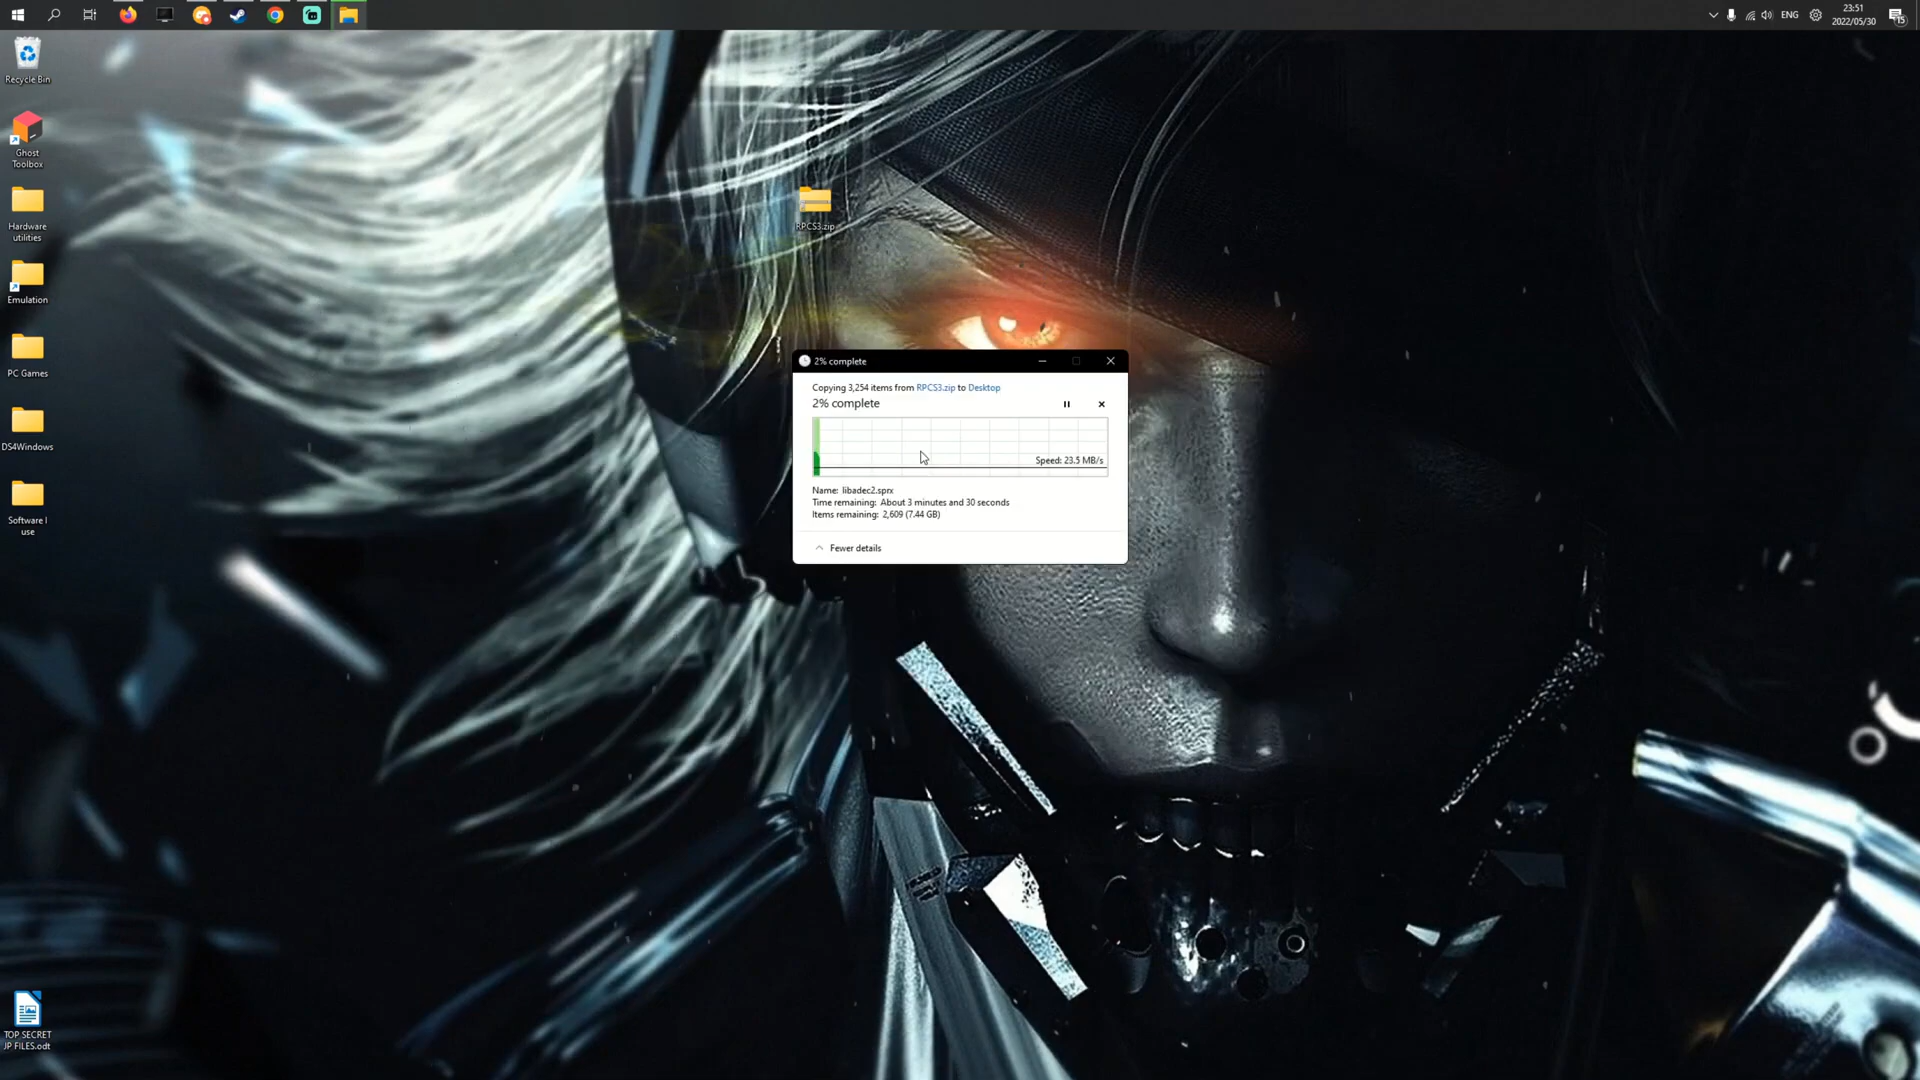 ENG
23:51
2022/05/30
15
Recycle Bin
Ghost
Toolbox
Hardware
utilities
Emulation
PC Games
DS4Windows
Software I
use
TOP SECRET
JP FILES.odt
RPCS3.zip
2% complete
Copying 3,254 items from RPCS3.zip to Desktop
2% complete
Speed: 23.5 MB/s
Name: libadec2.sprx
Time remaining: About 3 minutes and 30 seconds
Items remaining: 2,609 (7.44 GB)
Fewer details